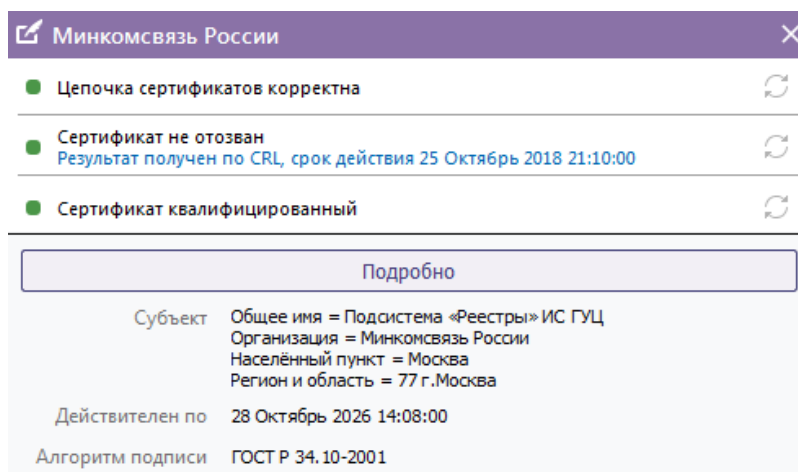 Минкомсвязь России
Цепочка сертификатов корректна
Сертификат не отозван
Результат получен по CRL, срок действия 25 Октябрь 2018 21:10:00
Сертификат квалифицированный
Подробно
Субъект Общее имя = Подсистема «Реестры» ИС ГУЦ
Организация = Минкомсвязь России
Населённый пункт = Москва
Регион и область = 77 г.Москва
Действителен по 28 Октябрь 2026 14:08:00
Алгоритм подписи ГОСТ Р 34.10-2001